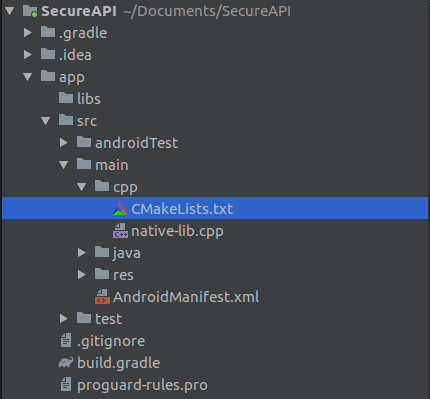 SecureAPI ~/Documents/SecureAPI
.gradle
.idea
app
libs
src
androidTest
main
cpp
CMakeLists.txt
native-lib.cpp
java
res
AndroidManifest.xml
test
.gitignore
build.gradle
proguard-rules.pro